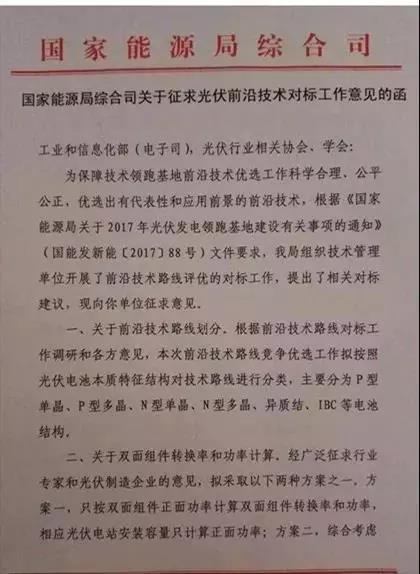 国家能源局综合司
国家能源局综合司关于征求光伏前沿技术对标工作意见的函
工业和信息化部（电子司），光伏行业相关协会、学会：
为保障技术领跑基地前沿技术优选工作科学合理、公平
公正，优选出有代表性和应用前景的前沿技术，根据《国家
能源局关于2017年光伏发电领跑基地建设有关事项的通知》
（国能发新能〔2017〕88号）文件要求，我局组织技术管理
单位开展了前沿技术路线评优的对标工作，提出了相关对标
建议，现向你单位征求意见。
一、关于前沿技术路线划分。根据前沿技术路线对标工
作调研和各方意见，本次前沿技术路线竞争优选工作拟按照
光伏电池本质特征结构对技术路线进行分类，主要分为P型
单晶、P型多晶、N型单晶、N型多晶、异质结、IBC等电池
结构。
二、关于双面组件转换率和功率计算。经广泛征求行业
专家和光伏制造企业的意见，拟采取以下两种方案之一。方
案一，只按双面组件正面功率计算双面组件转换率和功率，
相应光伏电站安装容量只计算正面功率；方案二，综合考虑